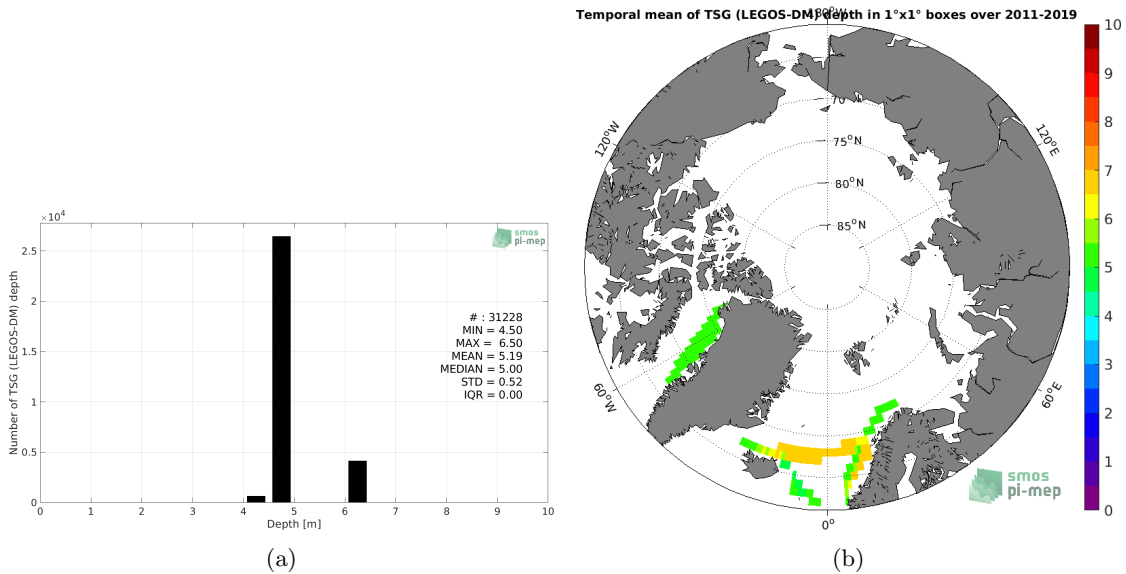 ×10⁴
2.5
2
1.5
1
0.5
0
0 1 2 3 4 5 6 7 8 9 10
Number of TSG (LEGOS-DM) depth
Depth [m]
smos
pi-mep
# : 31228
MIN = 4.50
MAX = 6.50
MEAN = 5.19
MEDIAN = 5.00
STD = 0.52
IQR = 0.00
(a)
Temporal mean of TSG (LEGOS-DM) depth in 1°x1° boxes over 2011-2019
180°W
120°W
120°E
60°W
60°E
0°
70
75°N
80°N
85°N
smos
pi-mep
10
9
8
7
6
5
4
3
2
1
0
(b)